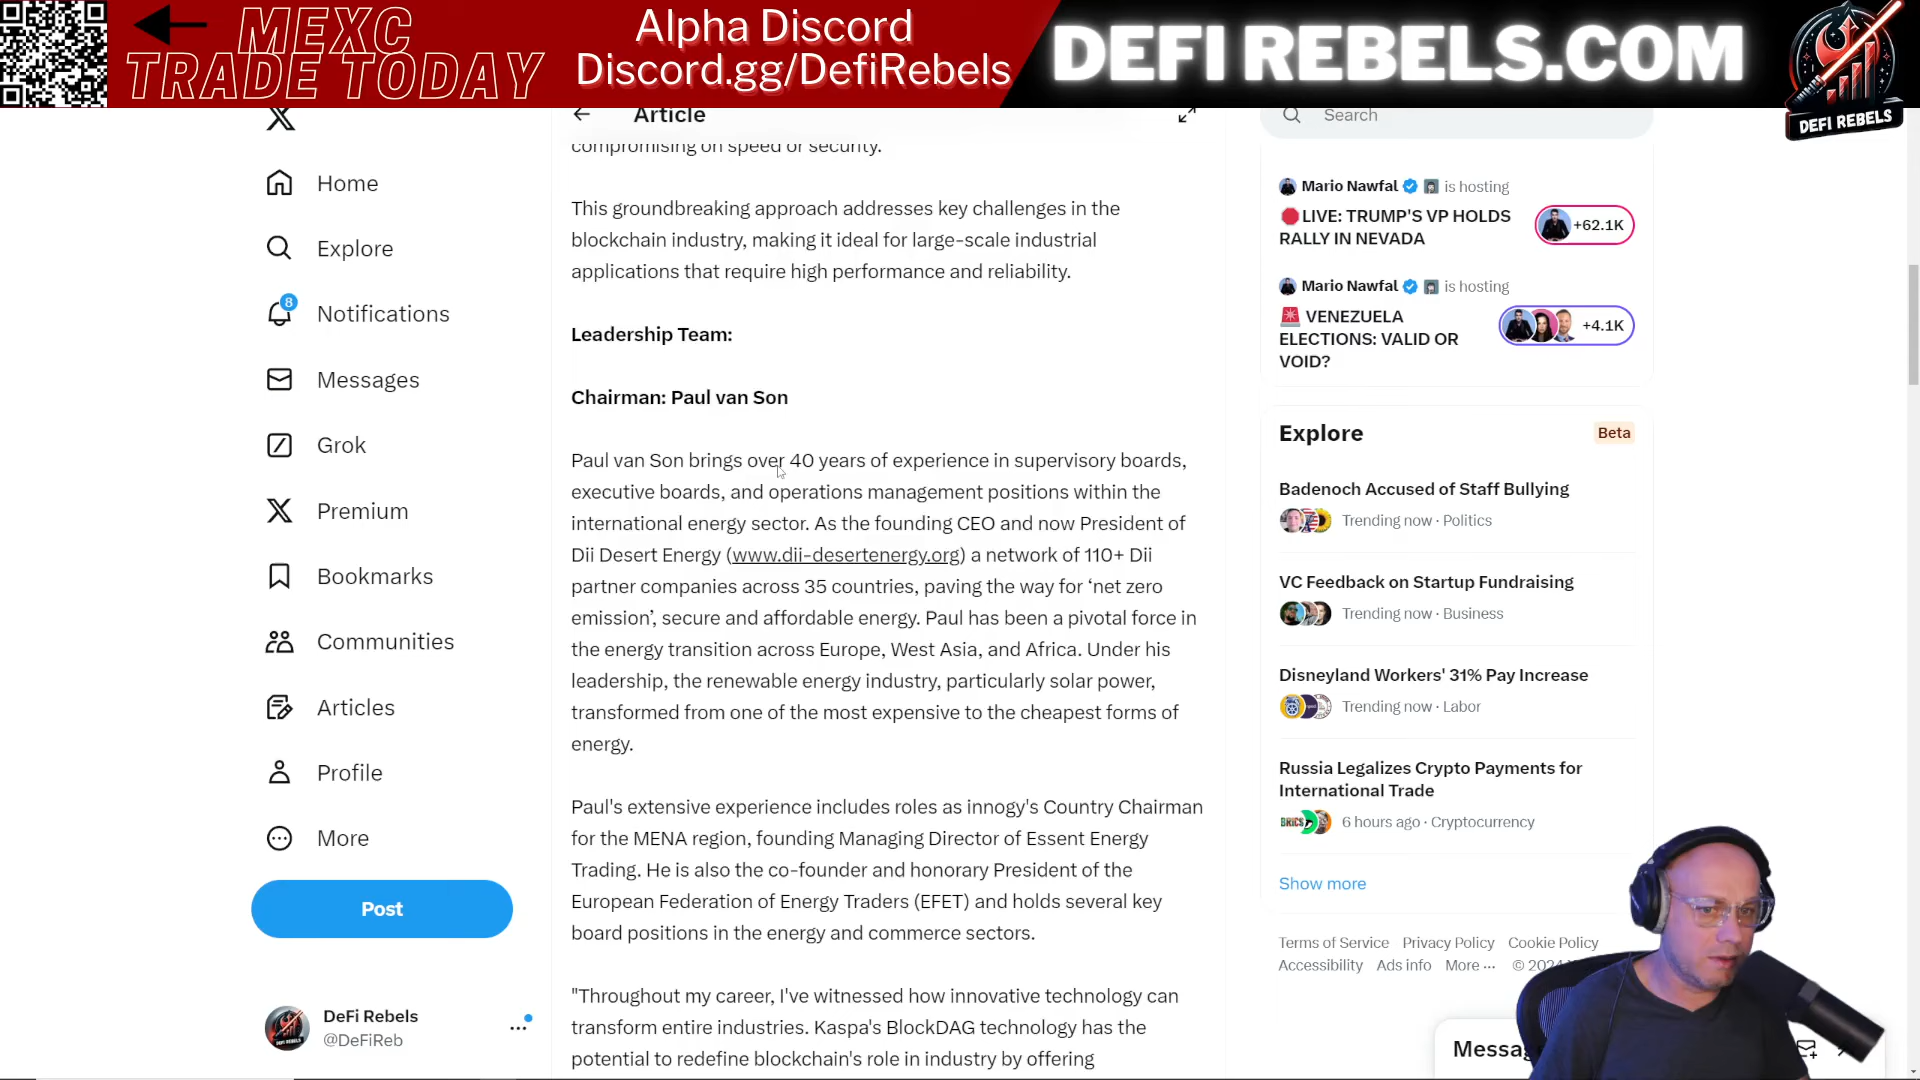 MEXC
TRADE TODAY
Alpha Discord
Discord.gg/DefiRebels
DEFI REBELS.COM
DEFI REBELS
Home
Explore
8
Notifications
Messages
Grok
Premium
Bookmarks
Communities
Articles
Profile
More
Post
DeFi Rebels
@DeFiReb
Article
compromising on speed or security.
This groundbreaking approach addresses key challenges in the
blockchain industry, making it ideal for large-scale industrial
applications that require high performance and reliability.
Leadership Team:
Chairman: Paul van Son
Paul van Son brings over 40 years of experience in supervisory boards,
executive boards, and operations management positions within the
international energy sector. As the founding CEO and now President of
Dii Desert Energy (www.dii-desertenergy.org) a network of 110+ Dii
partner companies across 35 countries, paving the way for ‘net zero
emission’, secure and affordable energy. Paul has been a pivotal force in
the energy transition across Europe, West Asia, and Africa. Under his
leadership, the renewable energy industry, particularly solar power,
transformed from one of the most expensive to the cheapest forms of
energy.
Paul's extensive experience includes roles as innogy's Country Chairman
for the MENA region, founding Managing Director of Essent Energy
Trading. He is also the co-founder and honorary President of the
European Federation of Energy Traders (EFET) and holds several key
board positions in the energy and commerce sectors.
"Throughout my career, I've witnessed how innovative technology can
transform entire industries. Kaspa's BlockDAG technology has the
potential to redefine blockchain's role in industry by offering
Search
Mario Nawfal is hosting
LIVE: TRUMP'S VP HOLDS
RALLY IN NEVADA
+62.1K
Mario Nawfal is hosting
VENEZUELA
ELECTIONS: VALID OR
VOID?
+4.1K
Explore
Beta
Badenoch Accused of Staff Bullying
Trending now · Politics
VC Feedback on Startup Fundraising
Trending now · Business
Disneyland Workers' 31% Pay Increase
Trending now · Labor
Russia Legalizes Crypto Payments for
International Trade
BRICS
6 hours ago · Cryptocurrency
Show more
Terms of Service Privacy Policy Cookie Policy
Accessibility Ads info More ··· ©